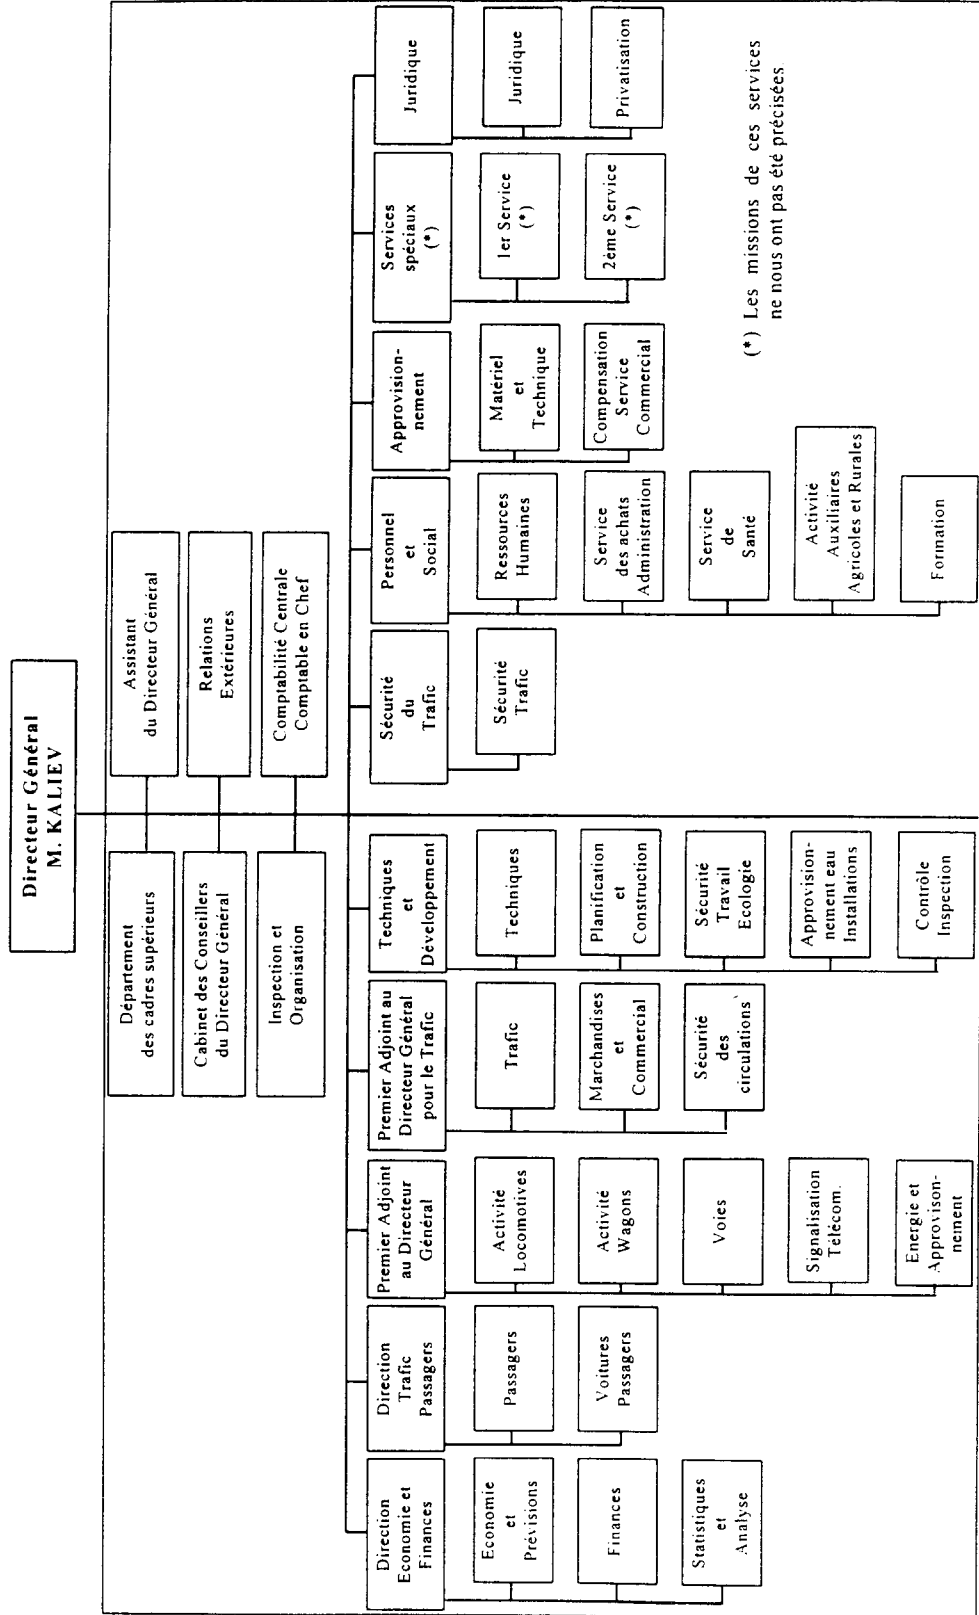 Directeur Général
M. KALIEV
Département
des cadres supérieurs
Assistant
du Directeur Général
Cabinet des Conseillers
du Directeur Général
Relations
Extérieures
Inspection et
Organisation
Comptabilité Centrale
Comptable en Chef
Direction
Economie et
Finances
Economie
et
Prévisions
Finances
Statistiques
et
Analyse
Direction
Trafic
Passagers
Passagers
Voitures
Passagers
Premier Adjoint
au Directeur
Général
Activité
Locomotives
Activité
Wagons
Voies
Signalisation
Télécom.
Energie et
Approvison-
nement
Premier Adjoint au
Directeur Général
pour le Trafic
Trafic
Marchandises
et
Commercial
Sécurité
des
circulations
Techniques
et
Développement
Techniques
Planification
et
Construction
Sécurité
Travail
Ecologie
Approvision-
nement eau
Installations
Contrôle
Inspection
Sécurité
du
Trafic
Sécurité
Trafic
Personnel
et
Social
Ressources
Humaines
Service
des achats
Administration
Service
de
Santé
Activité
Auxiliaires
Agricoles et Rurales
Formation
Approvision-
nement
Matériel
et
Technique
Compensation
Service
Commercial
Services
spéciaux
(*)
1er Service
(*)
2ème Service
(*)
Juridique
Juridique
Privatisation
(*) Les missions de ces services
ne nous ont pas été précisées